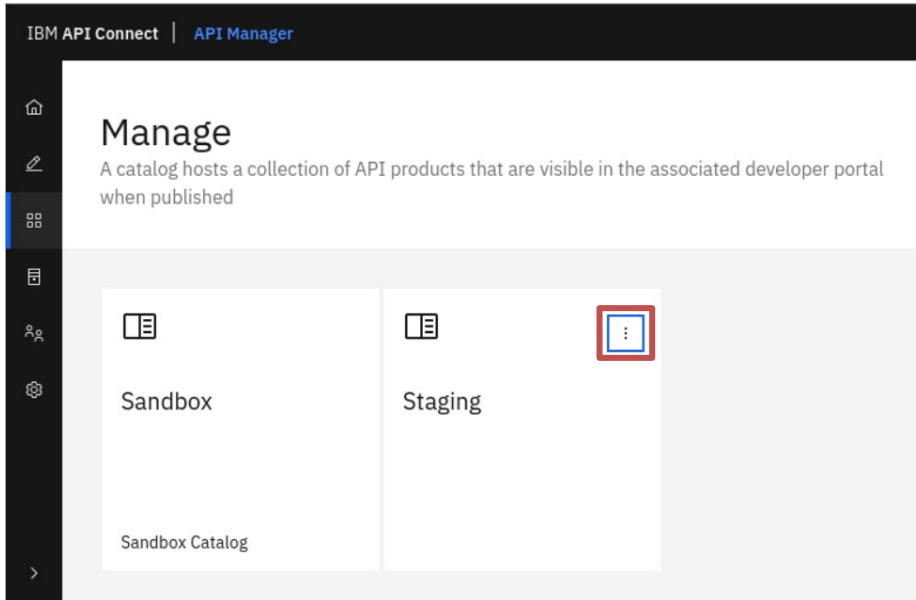 IBM API Connect | API Manager
Manage
A catalog hosts a collection of API products that are visible in the associated developer portal
when published
Sandbox
Staging
Sandbox Catalog